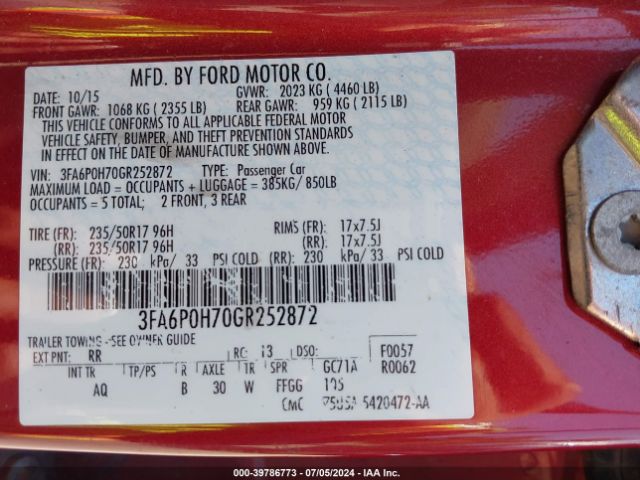 MFD. BY FORD MOTOR CO.
DATE: 10/15 GVWR: 2023 KG ( 4460 LB)
FRONT GAWR: 1068 KG ( 2355 LB) REAR GAWR: 959 KG ( 2115 LB)
THIS VEHICLE CONFORMS TO ALL APPLICABLE FEDERAL MOTOR
VEHICLE SAFETY, BUMPER, AND THEFT PREVENTION STANDARDS
IN EFFECT ON THE DATE OF MANUFACTURE SHOWN ABOVE.
VIN: 3FA6P0H70GR252872 TYPE: Passenger Car
MAXIMUM LOAD = OCCUPANTS + LUGGAGE = 385KG/ 850LB
OCCUPANTS = 5 TOTAL; 2 FRONT, 3 REAR
TIRE (FR): 235/50R17 96H RIMS (FR): 17x7.5J
(RR): 235/50R17 96H (RR): 17x7.5J
PRESSURE (FR): 230 kPa/ 33 PSI COLD (RR): 230 kPa/ 33 PSI COLD
3FA6P0H70GR252872
TRAILER TOWING -SEE OWNER GUIDE
EXT PNT: RR RC: 13 DSO: F0057
INT TR TP/PS R AXLE TR SPR GC71A R0062
AQ B 30 W FFGG
CMC 5420472-AA
000-39786773 - 07/05/2024 - IAA Inc.